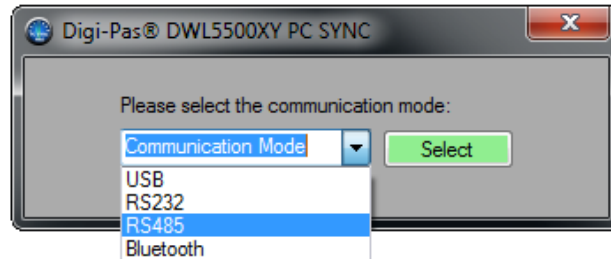 Digi-Pas® DWL5500XY PC SYNC
Please select the communication mode:
Communication Mode Select
USB
RS232
RS485
Bluetooth